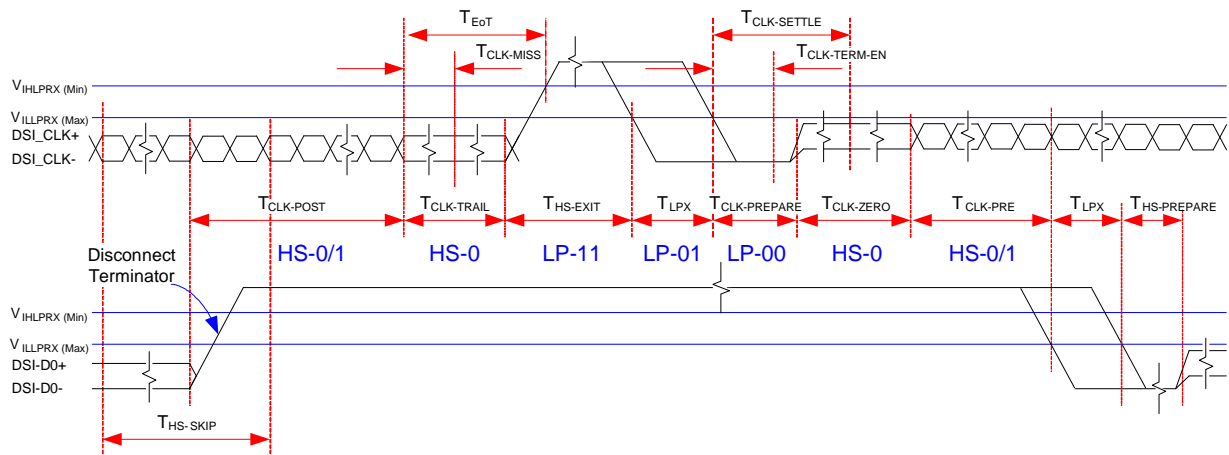 TEoT
TCLK-SETTLE
TCLK-MISS
TCLK-TERM-EN
VIHLPRX (Min)
VILLPRX (Max)
DSI_CLK+
DSI_CLK-
TCLK-POST
TCLK-TRAIL
THS-EXIT
TLPX
TCLK-PREPARE
TCLK-ZERO
TCLK-PRE
TLPX
THS-PREPARE
HS-0/1
HS-0
LP-11
LP-01
LP-00
HS-0
HS-0/1
Disconnect
Terminator
VIHLPRX (Min)
VILLPRX (Max)
DSI-D0+
DSI-D0-
THS-SKIP